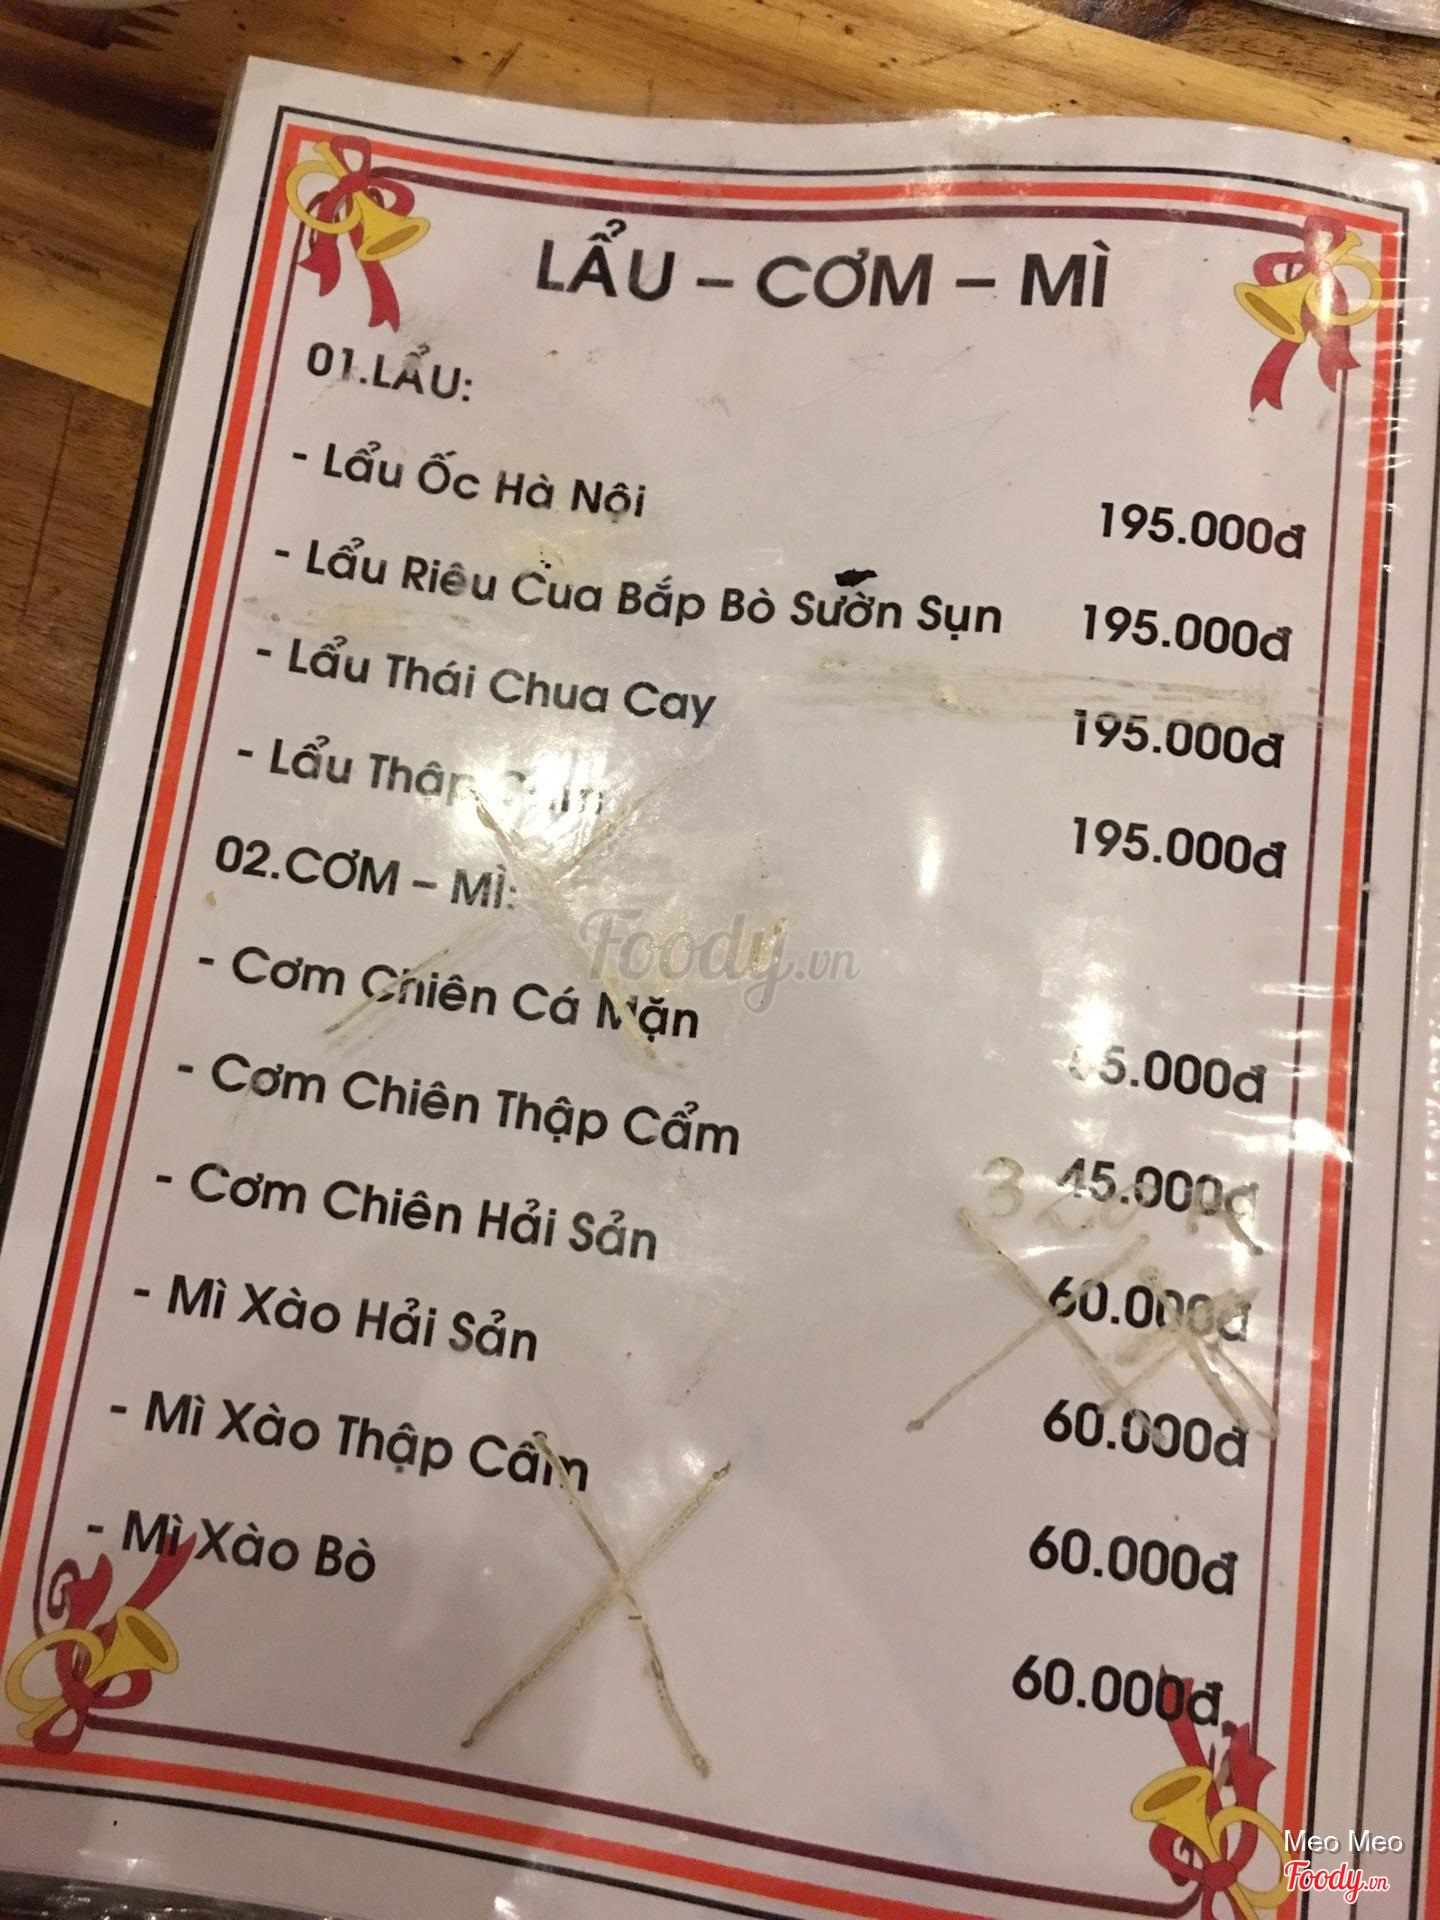 LẨU – CƠM – MÌ
01.LẨU:
- Lẩu Ốc Hà Nội 195.000đ
- Lẩu Riêu Cua Bắp Bò Sườn Sụn 195.000đ
- Lẩu Thái Chua Cay 195.000đ
- Lẩu Thập 195.000đ
02.CƠM – MÌ:
Foody.vn
- Cơm Chiên Cá Mặn
- Cơm Chiên Thập Cẩm 45.000đ
- Cơm Chiên Hải Sản 60.000đ
- Mì Xào Hải Sản 60.000đ
- Mì Xào Thập Cẩm 60.000đ
- Mì Xào Bò 60.000đ
Meo Meo
Foody.vn